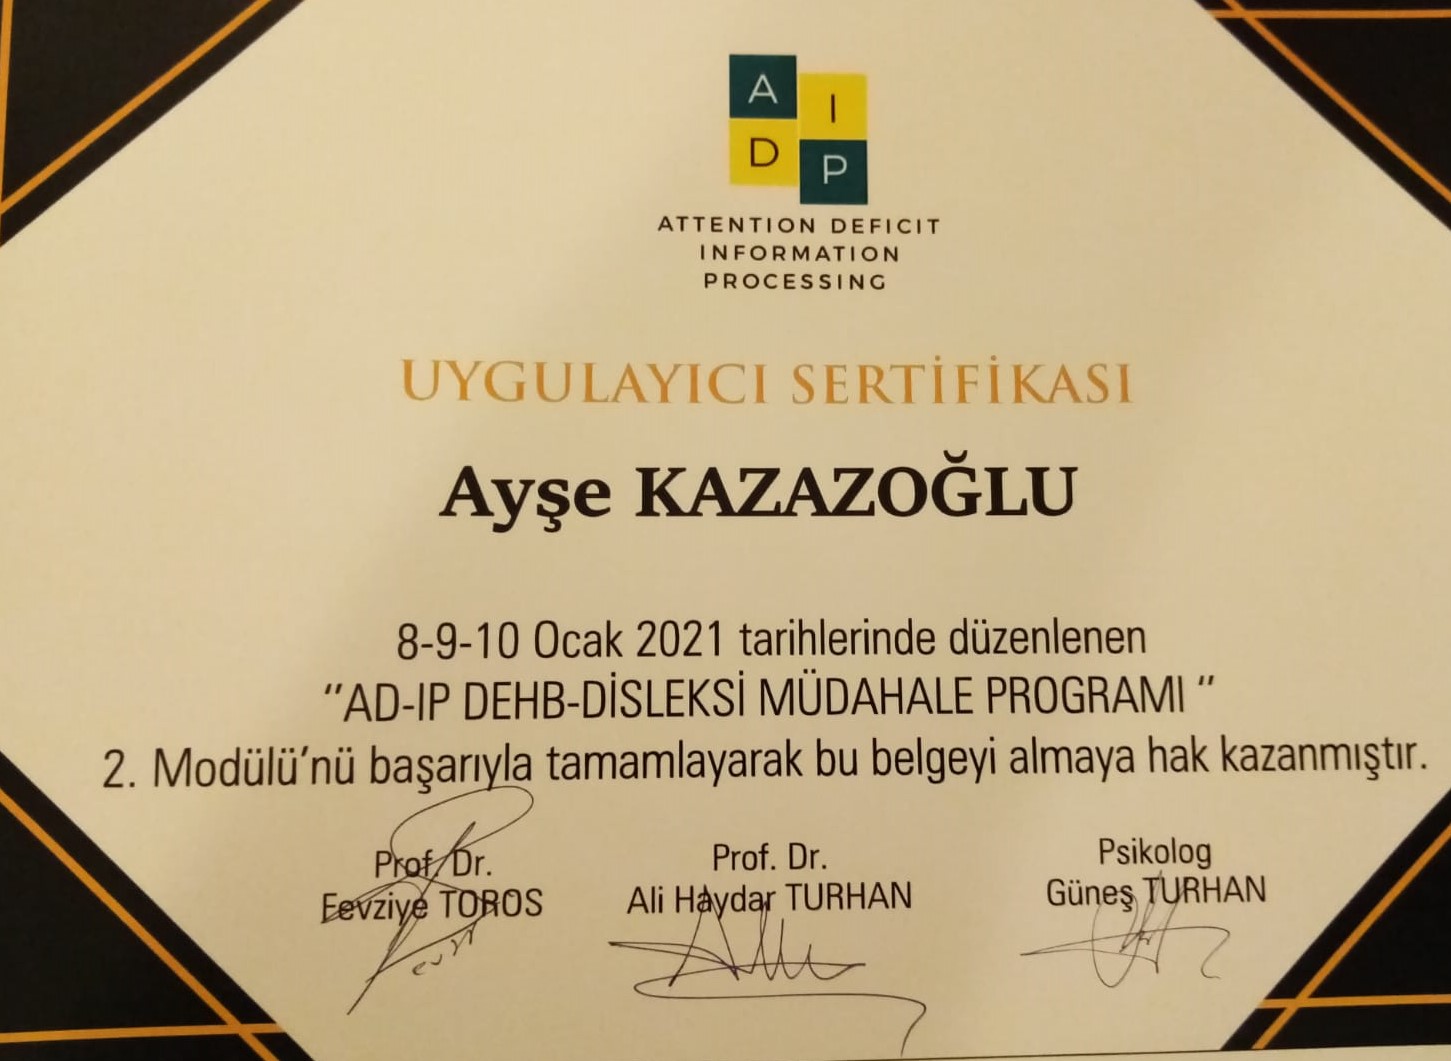 A I
D P
ATTENTION DEFICIT
INFORMATION
PROCESSING
UYGULAYICI SERTİFİKASI
Ayşe KAZAZOĞLU
8-9-10 Ocak 2021 tarihlerinde düzenlenen
"AD-IP DEHB-DİSLEKSİ MÜDAHALE PROGRAMI "
2. Modülü'nü başarıyla tamamlayarak bu belgeyi almaya hak kazanmıştır.
Prof. Dr.
Fevziye TOROS
Prof. Dr.
Ali Haydar TURHAN
Psikolog
Güneş TURHAN